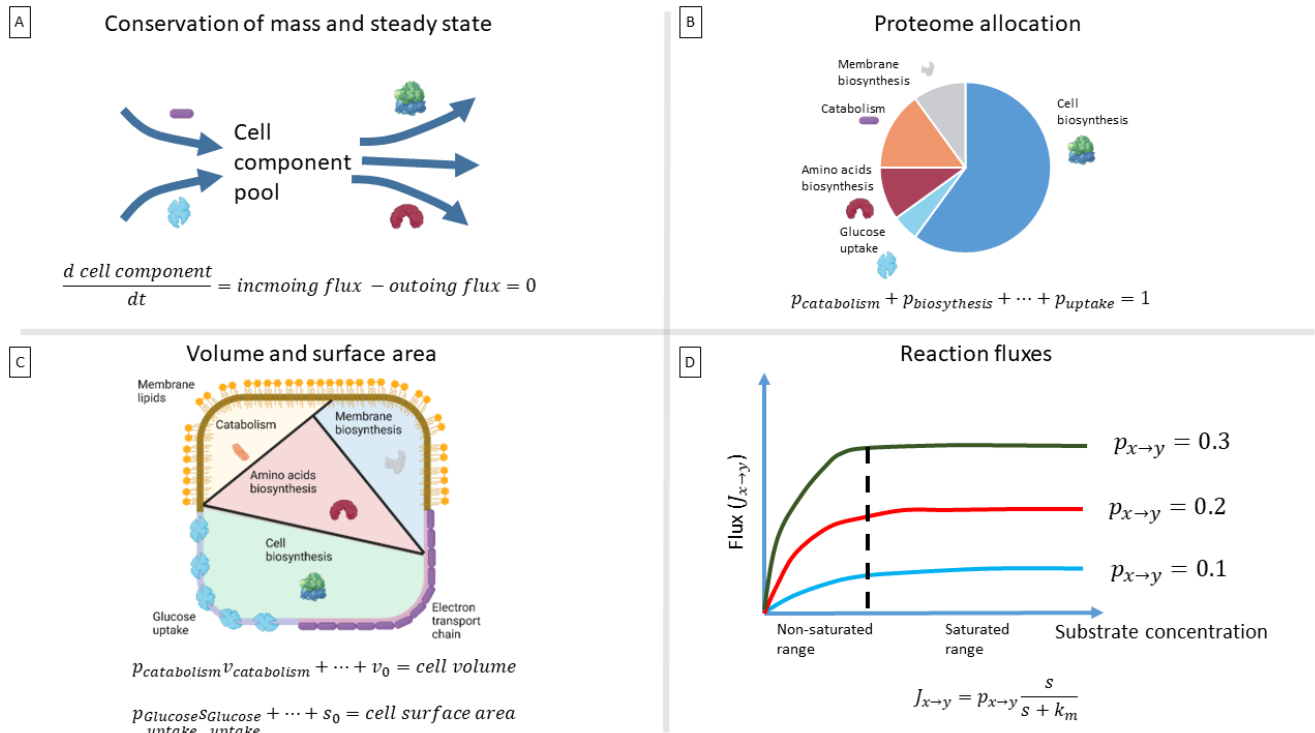 A
Conservation of mass and steady state
Cell
component
pool
d cell component
dt
= incmoing flux − outoing flux = 0
B
Proteome allocation
Membrane
biosynthesis
Catabolism
Amino acids
biosynthesis
Glucose
uptake
Cell
biosynthesis
p_catabolism + p_biosythesis + ⋯ + p_uptake = 1
C
Volume and surface area
Membrane
lipids
Catabolism
Membrane
biosynthesis
Amino acids
biosynthesis
Cell
biosynthesis
Glucose
uptake
Electron
transport
chain
p_catabolism v_catabolism + ⋯ + v_0 = cell volume
p_Glucose uptake s_Glucose uptake + ⋯ + s_0 = cell surface area
D
Reaction fluxes
Flux (J_x→y)
p_x→y = 0.3
p_x→y = 0.2
p_x→y = 0.1
Non-saturated
range
Saturated
range
Substrate concentration
J_x→y = p_x→y s / (s + k_m)